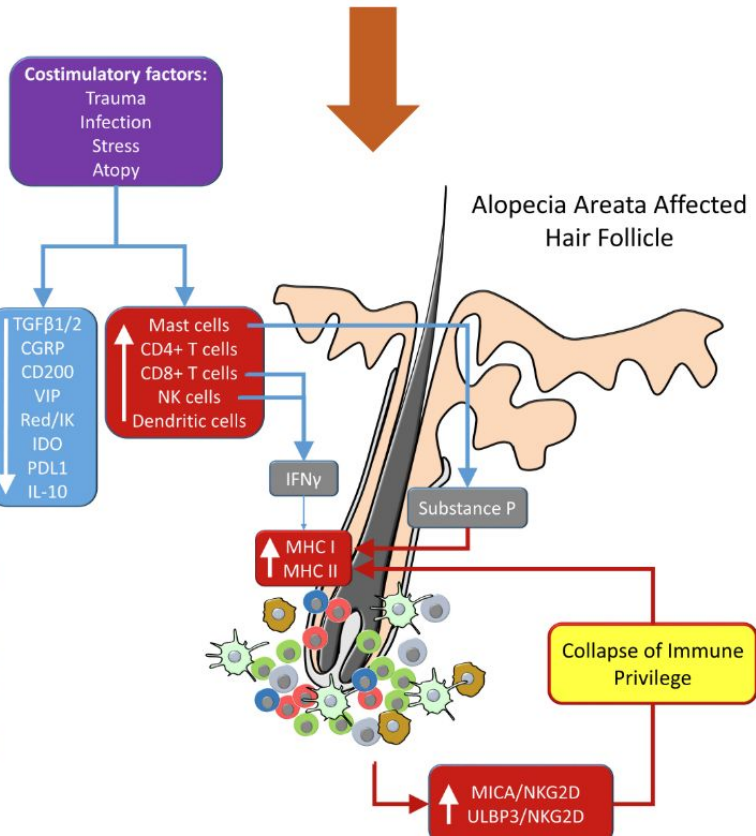 Costimulatory factors:
Trauma
Infection
Stress
Atopy
Alopecia Areata Affected
Hair Follicle
TGFβ1/2
CGRP
CD200
VIP
Red/IK
IDO
PDL1
IL-10
Mast cells
CD4+ T cells
CD8+ T cells
NK cells
Dendritic cells
IFNγ
Substance P
MHC I
MHC II
Collapse of Immune
Privilege
MICA/NKG2D
ULBP3/NKG2D